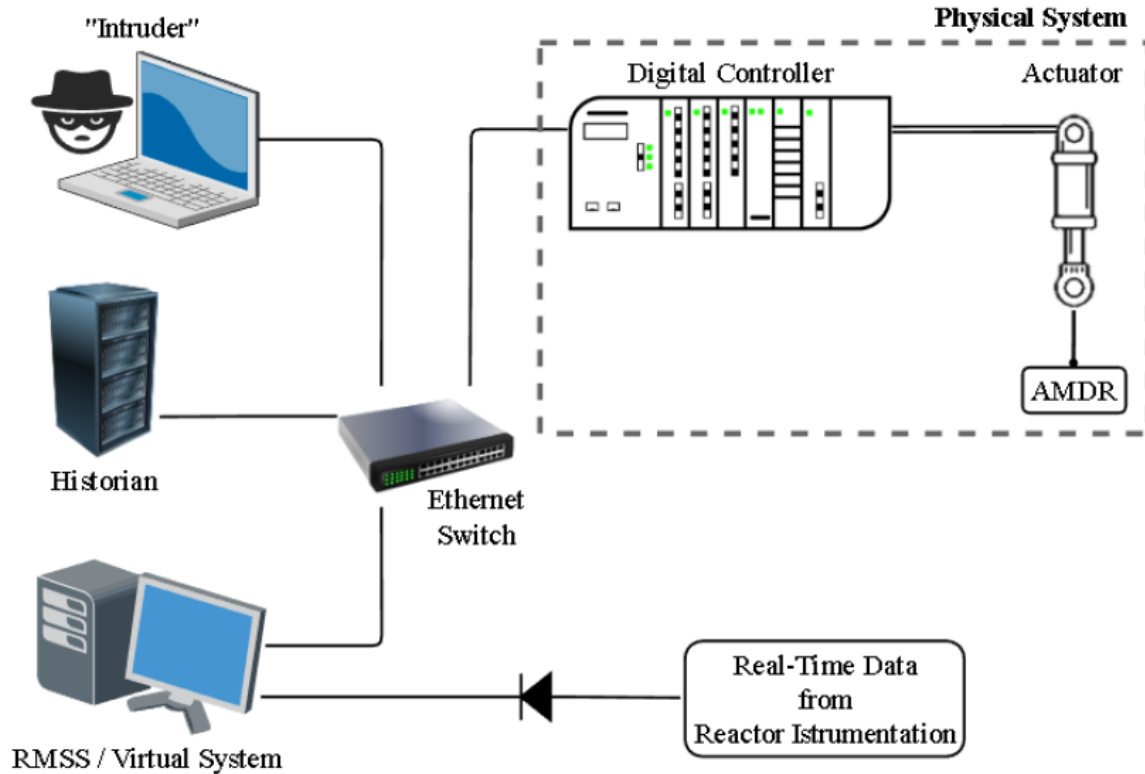 "Intruder"
Physical System
Digital Controller
Actuator
AMDR
Historian
Ethernet
Switch
Real-Time Data
from
Reactor Istrumentation
RMSS / Virtual System